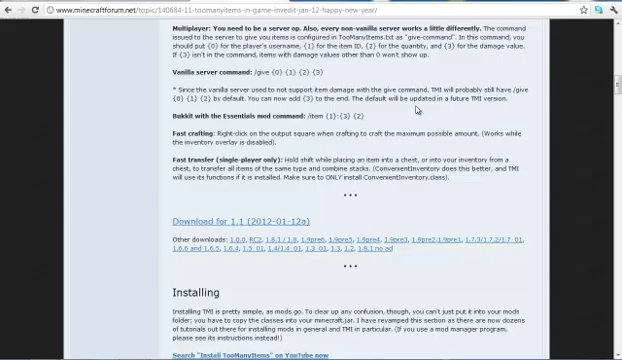 www.minecraftforum.net/topic/140684-11-toomanyitems-in-game-invedit-jan-12-happy-new-year/
Multiplayer: You need to be a server op. Also, every non-vanilla server works a little differently. The command
issued to the server to give you items is configured in TooManyItems.txt as "give-command". In this command, you
should put {0} for the player's username, {1} for the item ID, {2} for the quantity, and {3} for the damage value.
If {3} isn't in the command, items with damage values other than 0 won't show up.
Vanilla server command: /give {0} {1} {2} {3}
* Since the vanilla server used to not support item damage with the give command, TMI will probably still have /give
{0} {1} {2} by default. You can now add {3} to the end. The default will be updated in a future TMI version.
Bukkit with the Essentials mod command: /item {1}:{3} {2}
Fast crafting: Right-click on the output square when crafting to craft the maximum possible amount. (Works while
the inventory overlay is disabled).
Fast transfer (single-player only): Hold shift while placing an item into a chest, or into your inventory from a
chest, to transfer all items of the same type and combine stacks. (ConvenientInventory does this better, and TMI
will use its functions if it is installed. Make sure to ONLY install ConvenientInventory.class).
• • •
Download for 1.1 (2012-01-12a)
Other downloads: 1.0.0, RC2, 1.8.1 / 1.8, 1.9pre6, 1.9pre5, 1.9pre4, 1.9pre3, 1.9pre2,1.9pre1, 1.7.3/1.7.2/1.7_01,
1.6.6 and 1.6.5, 1.6.4, 1.5_01, 1.4/1.4_01, 1.3_01, 1.3, 1.2, 1.8.1 no ad
• • •
Installing
Installing TMI is pretty simple, as mods go. To clear up any confusion, though, you can't just put it into your mods
folder; you have to copy the classes into your minecraft.jar. I have revamped this section as there are now dozens
of tutorials out there for installing mods in general and TMI in particular. (If you use a mod manager program,
please see its instructions instead!)
Search "Install TooManyItems" on YouTube now